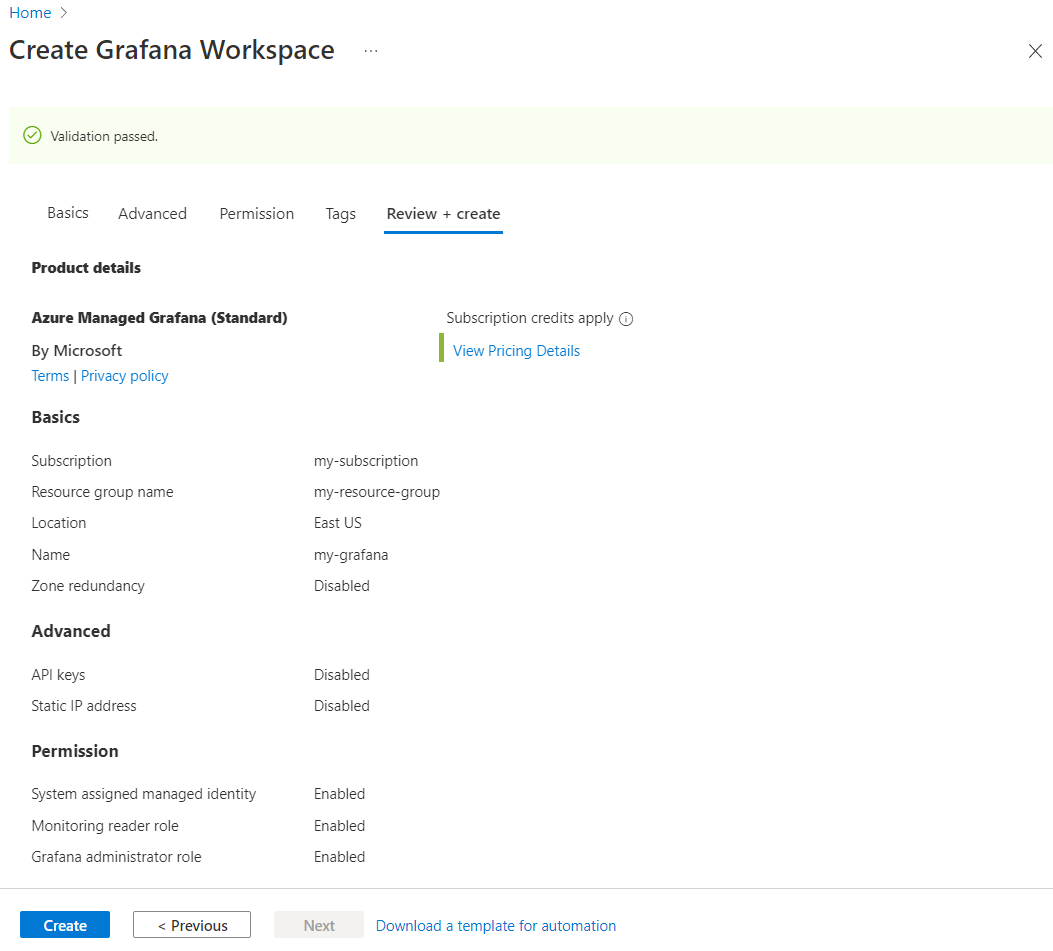 Home >
Create Grafana Workspace ...
Validation passed.
Basics Advanced Permission Tags Review + create
Product details
Azure Managed Grafana (Standard) Subscription credits apply
By Microsoft View Pricing Details
Terms | Privacy policy
Basics
Subscription my-subscription
Resource group name my-resource-group
Location East US
Name my-grafana
Zone redundancy Disabled
Advanced
API keys Disabled
Static IP address Disabled
Permission
System assigned managed identity Enabled
Monitoring reader role Enabled
Grafana administrator role Enabled
Create < Previous Next Download a template for automation